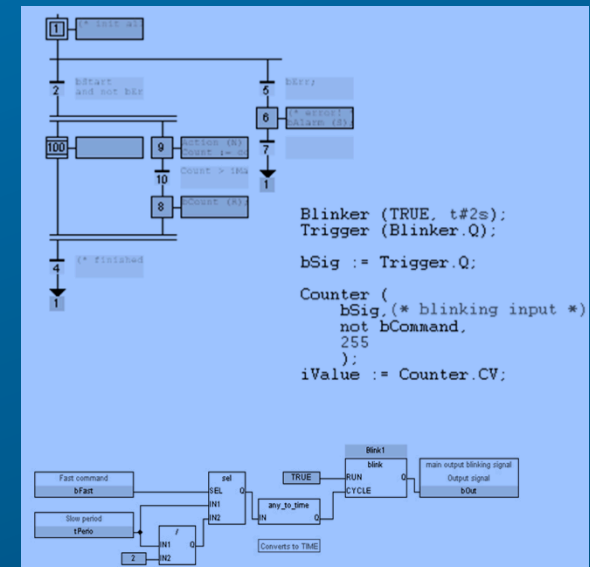 1
(* init al
2
bStart
and not bEr
5
bErr;
6
(* error!
bAlarm (S);
7
1
100
9
Action (N)
Count :=
10
Count > iMa
8
bCount (R);
4
(* finished
1
Blinker (TRUE, t#2s);
Trigger (Blinker.Q);
bSig := Trigger.Q;
Counter (
bSig,(* blinking input *)
not bCommand,
255
);
iValue := Counter.CV;
Fast command
bFast
Slow period
tPerio
2
/
IN1 Q
IN2
sel
SEL Q
IN1
IN2
any_to_time
IN Q
Converts to TIME
TRUE
Blink1
blink
RUN Q
CYCLE
main output blinking signal
Output signal
bOut